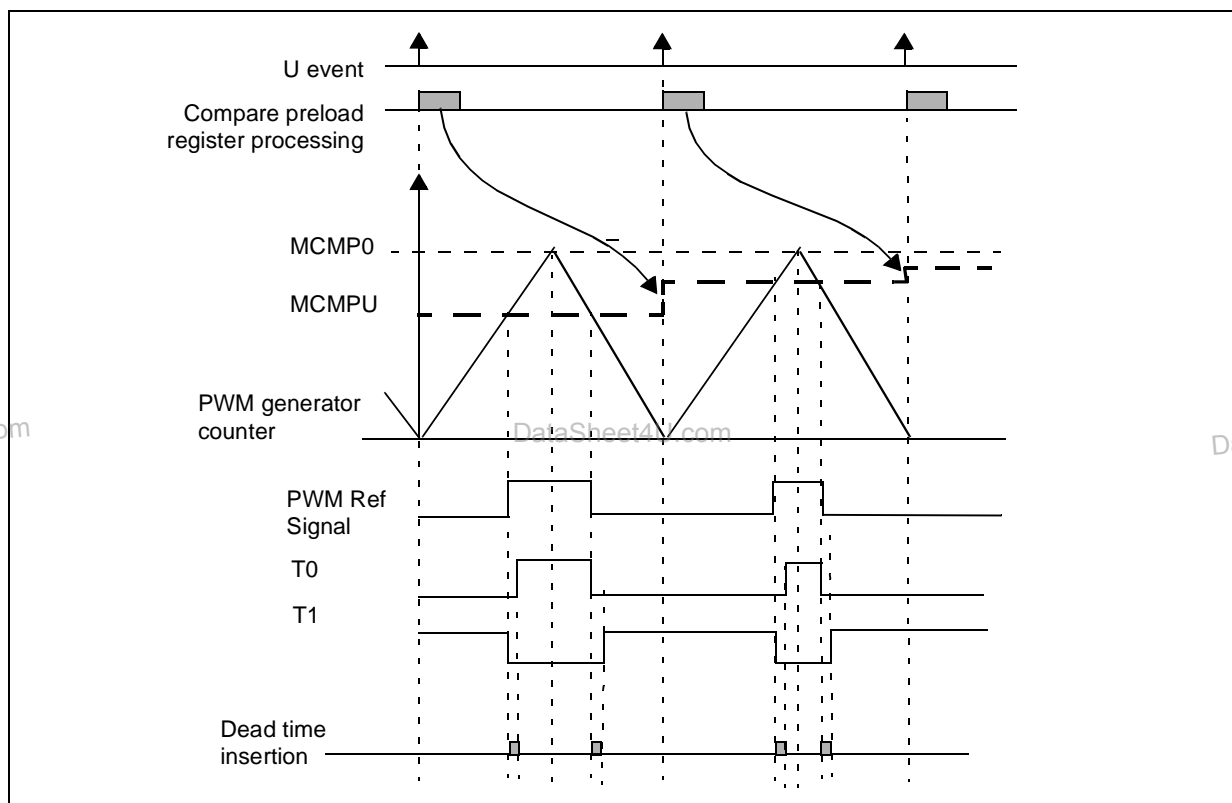 U event
Compare preload
register processing
MCMP0
MCMPU
PWM generator
counter
om
DataSheet4U.com
D
PWM Ref
Signal
T0
T1
Dead time
insertion